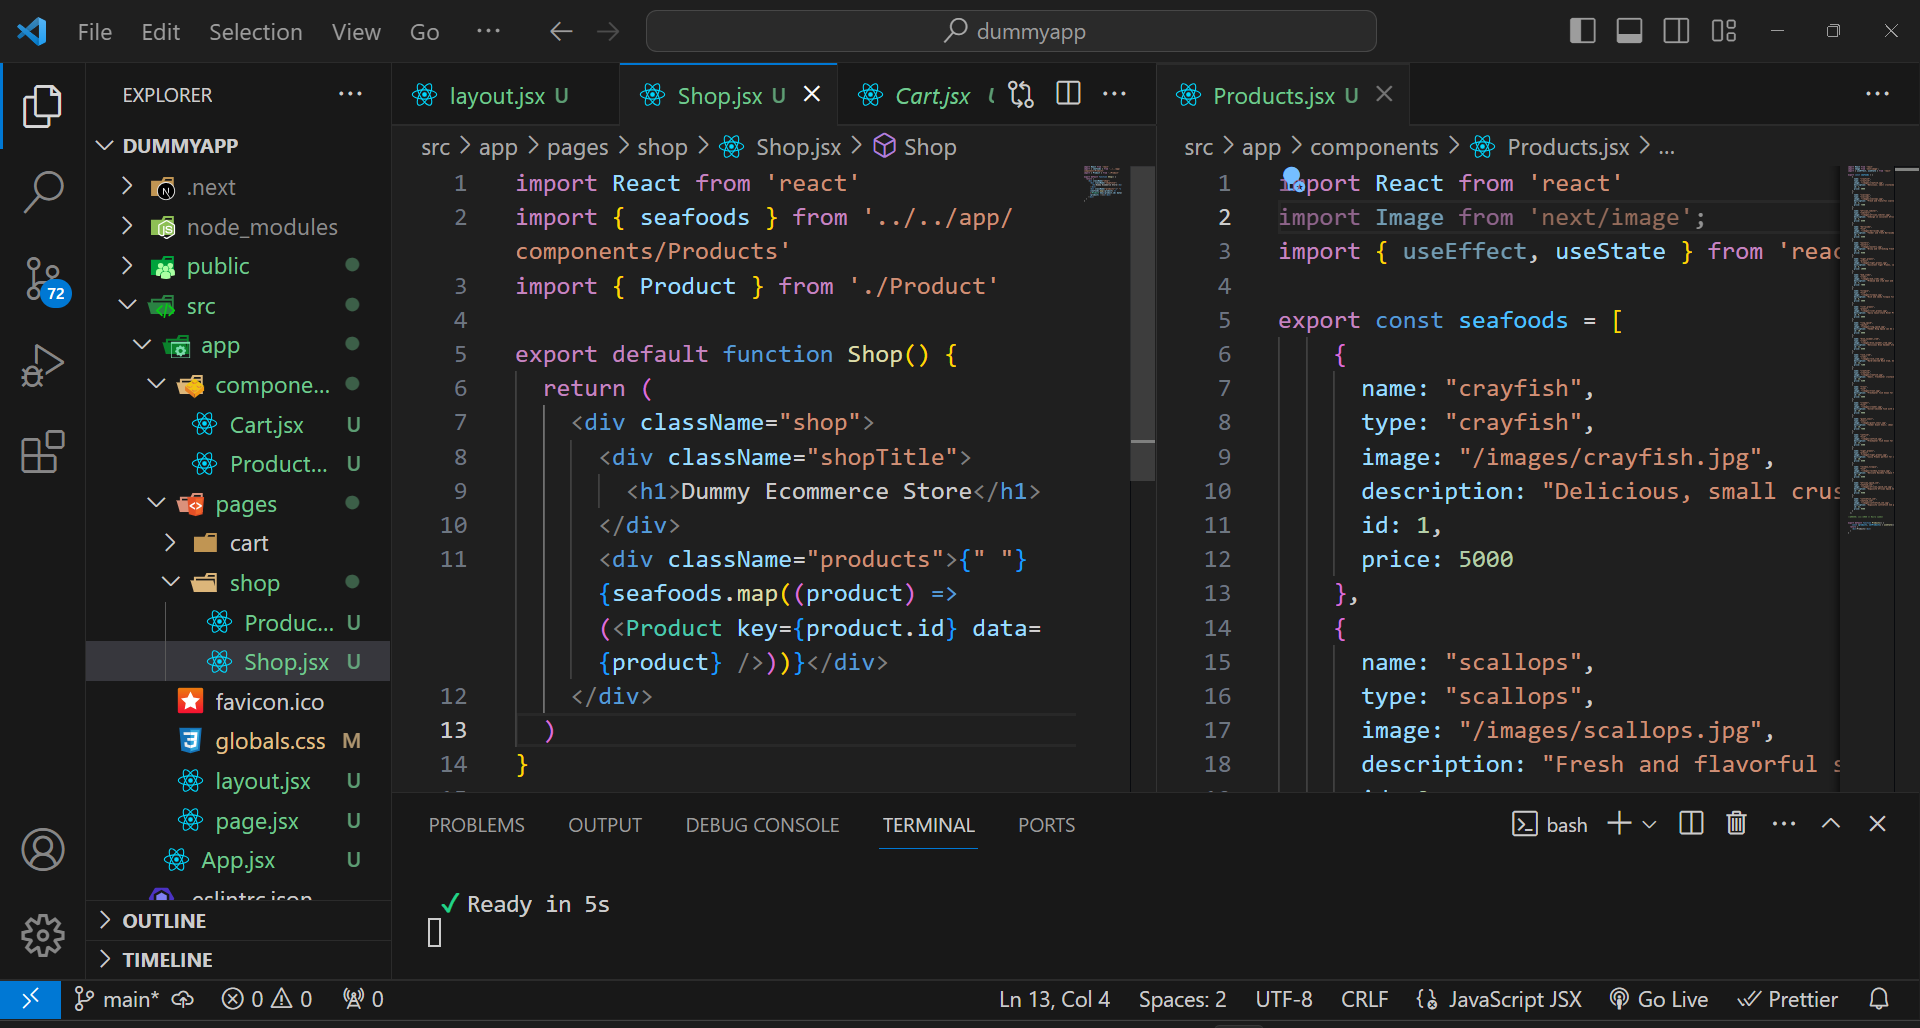 File Edit Selection View Go ··· dummyapp
EXPLORER ···
DUMMYAPP
.next
node_modules
public
src
app
compone...
Cart.jsx U
Product... U
pages
cart
shop
Produc... U
Shop.jsx U
favicon.ico
globals.css M
layout.jsx U
page.jsx U
App.jsx U
.eslintrc.json
OUTLINE
TIMELINE
72
layout.jsx U Shop.jsx U Cart.jsx
src > app > pages > shop > Shop.jsx > Shop
1 import React from 'react'
2 import { seafoods } from '../../app/
components/Products'
3 import { Product } from './Product'
4
5 export default function Shop() {
6 return (
7 <div className="shop">
8 <div className="shopTitle">
9 <h1>Dummy Ecommerce Store</h1>
10 </div>
11 <div className="products">{" "}
{seafoods.map((product) =>
(<Product key={product.id} data=
{product} />))}</div>
12 </div>
13 )
14 }
Products.jsx U ···
src > app > components > Products.jsx > ...
1 import React from 'react'
2 import Image from 'next/image';
3 import { useEffect, useState } from 'reac
4
5 export const seafoods = [
6 {
7 name: "crayfish",
8 type: "crayfish",
9 image: "/images/crayfish.jpg",
10 description: "Delicious, small crus
11 id: 1,
12 price: 5000
13 },
14 {
15 name: "scallops",
16 type: "scallops",
17 image: "/images/scallops.jpg",
18 description: "Fresh and flavorful s
PROBLEMS OUTPUT DEBUG CONSOLE TERMINAL PORTS bash
✓ Ready in 5s
main* 0 0 0 Ln 13, Col 4 Spaces: 2 UTF-8 CRLF JavaScript JSX Go Live Prettier